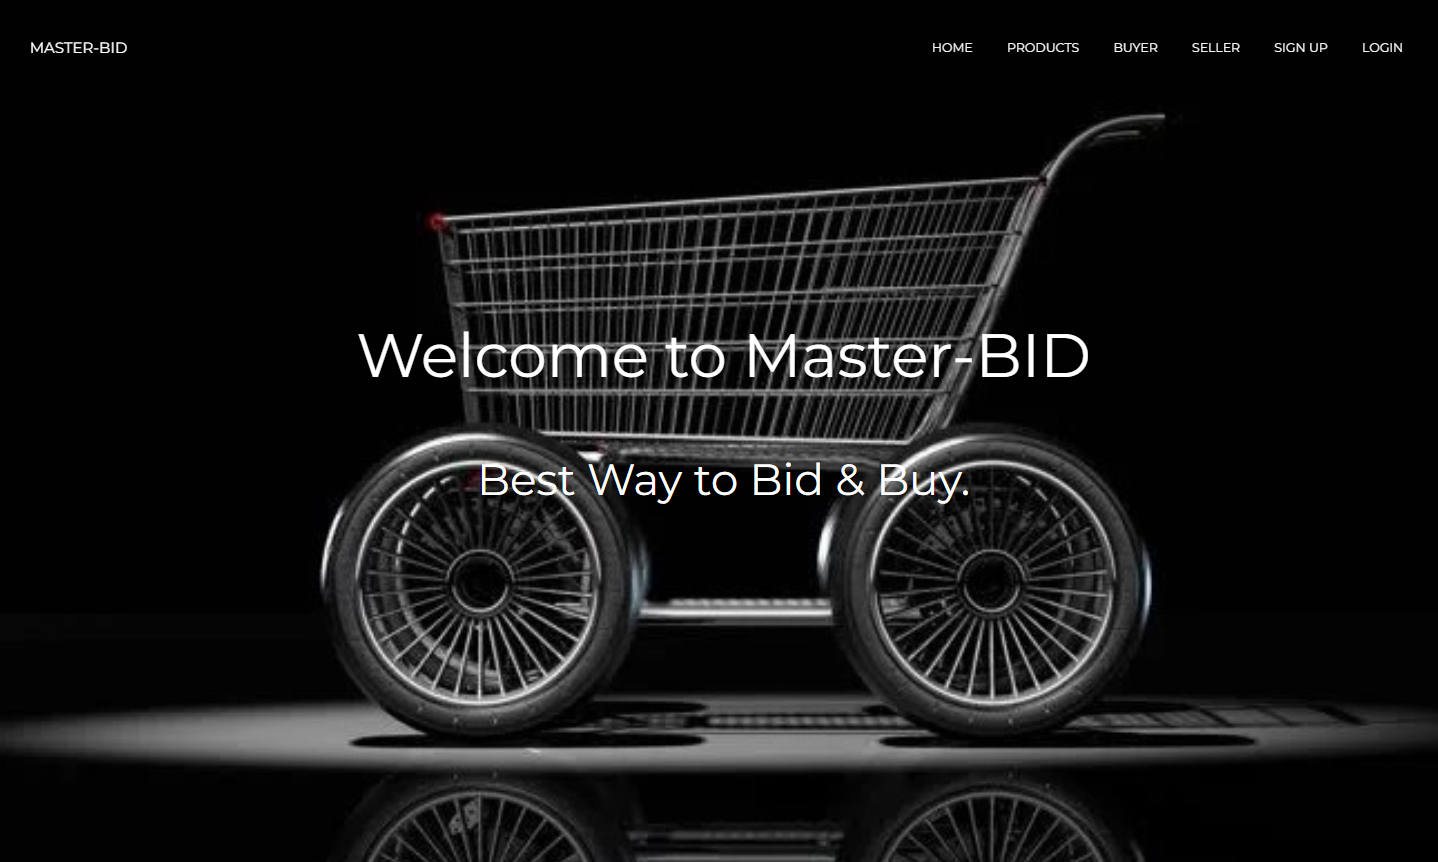 MASTER-BID
HOME PRODUCTS BUYER SELLER SIGN UP LOGIN
Welcome to Master-BID
Best Way to Bid & Buy.